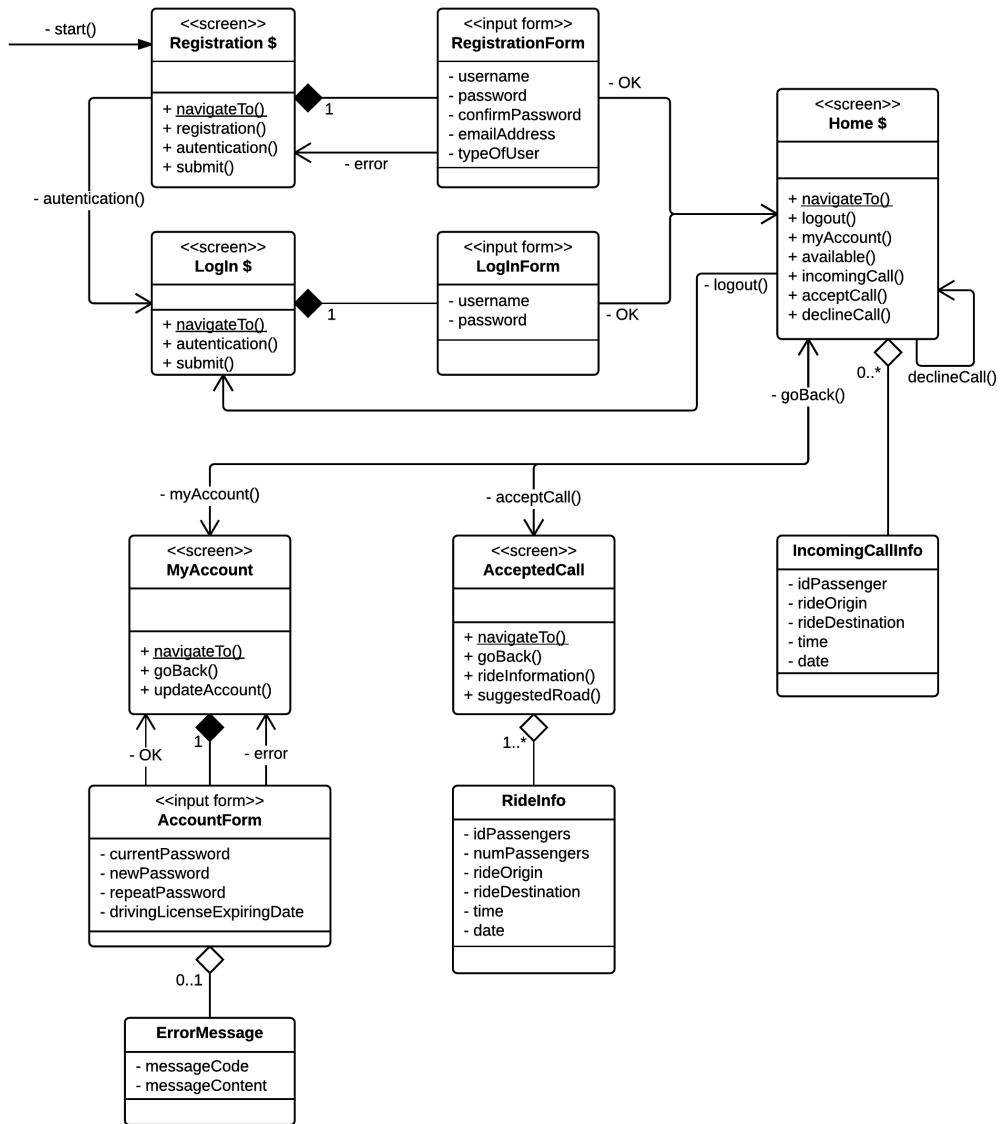 - start()
<<screen>>
Registration $
+ navigateTo()
+ registration()
+ autentication()
+ submit()
1
<<input form>>
RegistrationForm
- username
- password
- confirmPassword
- emailAddress
- typeOfUser
- OK
- error
- autentication()
<<screen>>
LogIn $
+ navigateTo()
+ autentication()
+ submit()
1
<<input form>>
LogInForm
- username
- password
- OK
<<screen>>
Home $
+ navigateTo()
+ logout()
+ myAccount()
+ available()
+ incomingCall()
+ acceptCall()
+ declineCall()
- logout()
declineCall()
0..*
- goBack()
- myAccount()
- acceptCall()
<<screen>>
MyAccount
+ navigateTo()
+ goBack()
+ updateAccount()
<<screen>>
AcceptedCall
+ navigateTo()
+ goBack()
+ rideInformation()
+ suggestedRoad()
IncomingCallInfo
- idPassenger
- rideOrigin
- rideDestination
- time
- date
1
- OK
- error
1..*
<<input form>>
AccountForm
- currentPassword
- newPassword
- repeatPassword
- drivingLicenseExpiringDate
RideInfo
- idPassengers
- numPassengers
- rideOrigin
- rideDestination
- time
- date
0..1
ErrorMessage
- messageCode
- messageContent